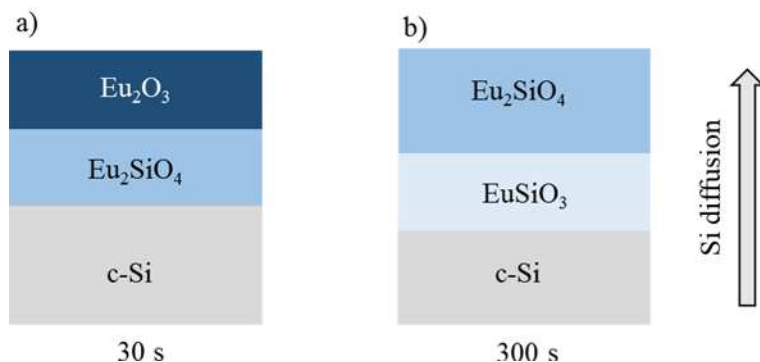 a)
Eu₂O₃
Eu₂SiO₄
c-Si
30 s
b)
Eu₂SiO₄
EuSiO₃
c-Si
300 s
Si diffusion